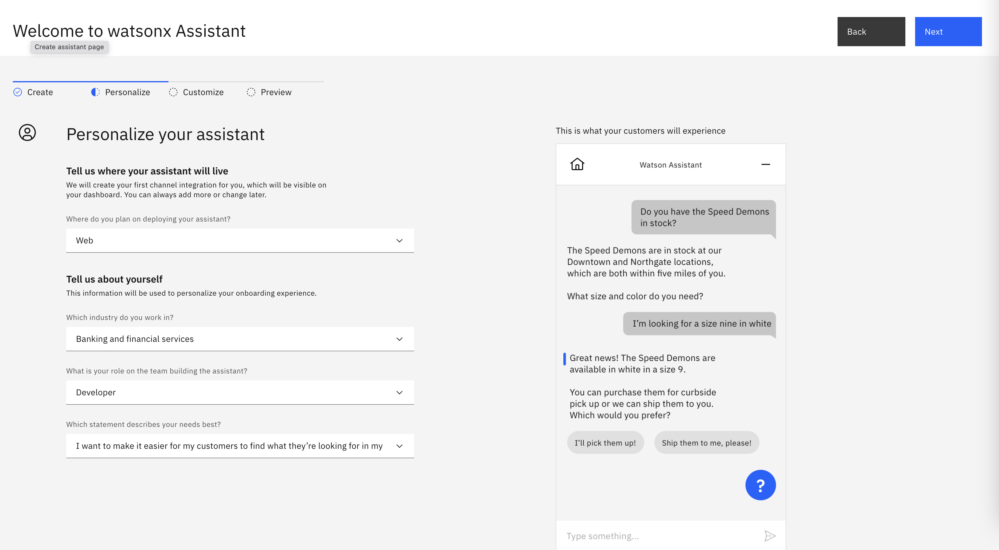 Welcome to watsonx Assistant
Create assistant page
Back
Next
Create
Personalize
Customize
Preview
Personalize your assistant
Tell us where your assistant will live
We will create your first channel integration for you, which will be visible on
your dashboard. You can always add more or change later.
Where do you plan on deploying your assistant?
Web
Tell us about yourself
This information will be used to personalize your onboarding experience.
Which industry do you work in?
Banking and financial services
What is your role on the team building the assistant?
Developer
Which statement describes your needs best?
I want to make it easier for my customers to find what they’re looking for in my
This is what your customers will experience
Watson Assistant
Do you have the Speed Demons
in stock?
The Speed Demons are in stock at our
Downtown and Northgate locations,
which are both within five miles of you.
What size and color do you need?
I’m looking for a size nine in white
Great news! The Speed Demons are
available in white in a size 9.
You can purchase them for curbside
pick up or we can ship them to you.
Which would you prefer?
I’ll pick them up!
Ship them to me, please!
?
Type something...